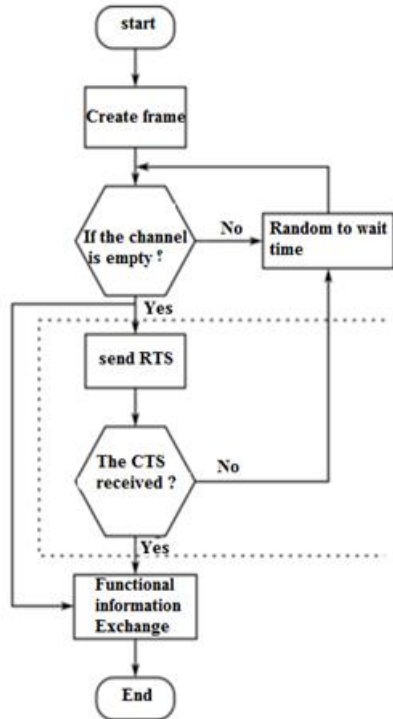 start
Create frame
If the channel
is empty ?
No
Random to wait
time
Yes
send RTS
The CTS
received ?
No
Yes
Functional
information
Exchange
End